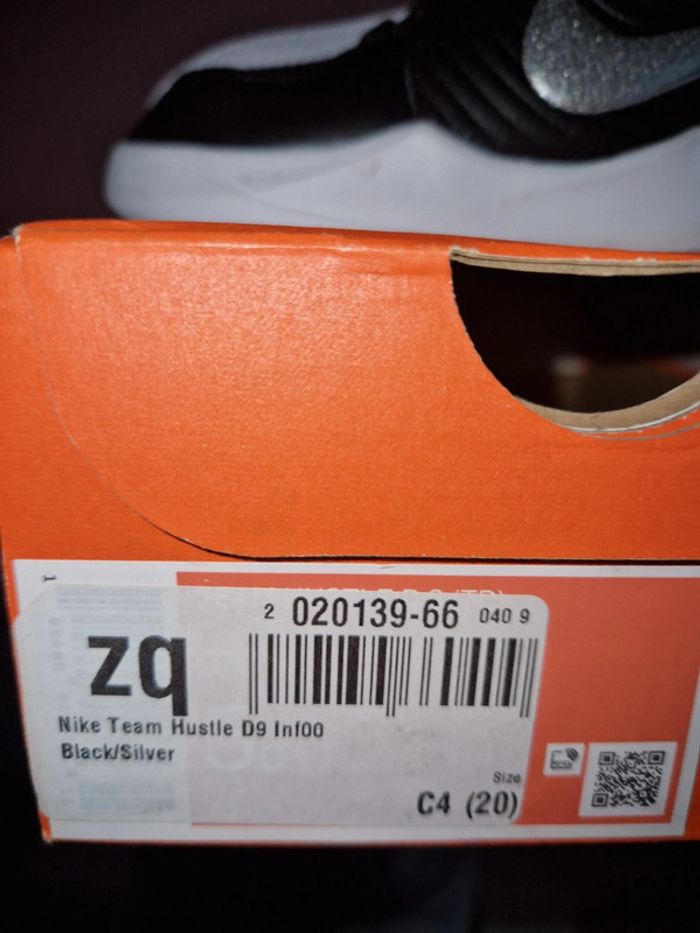 2 020139-66 040 9
zq
Nike Team Hustle D9 Inf00
Black/Silver
Size
C4 (20)